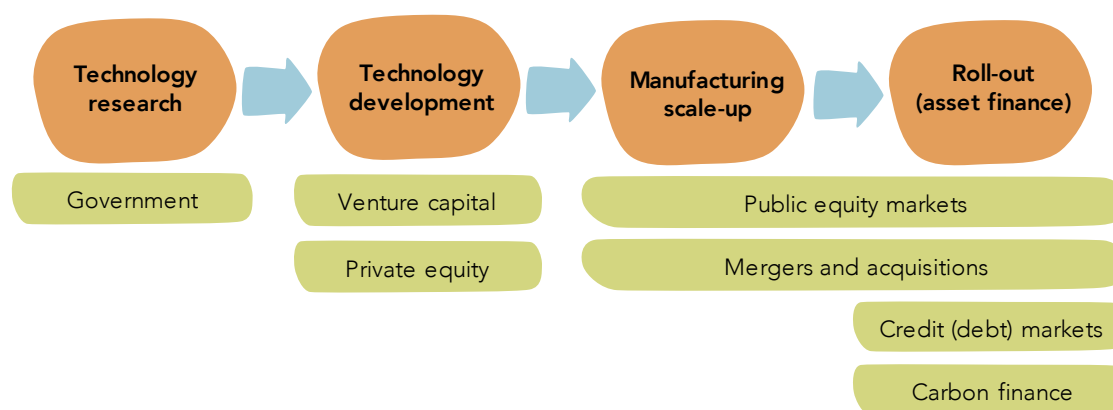 Technology
research
Technology
development
Manufacturing
scale-up
Roll-out
(asset finance)
Government
Venture capital
Public equity markets
Private equity
Mergers and acquisitions
Credit (debt) markets
Carbon finance